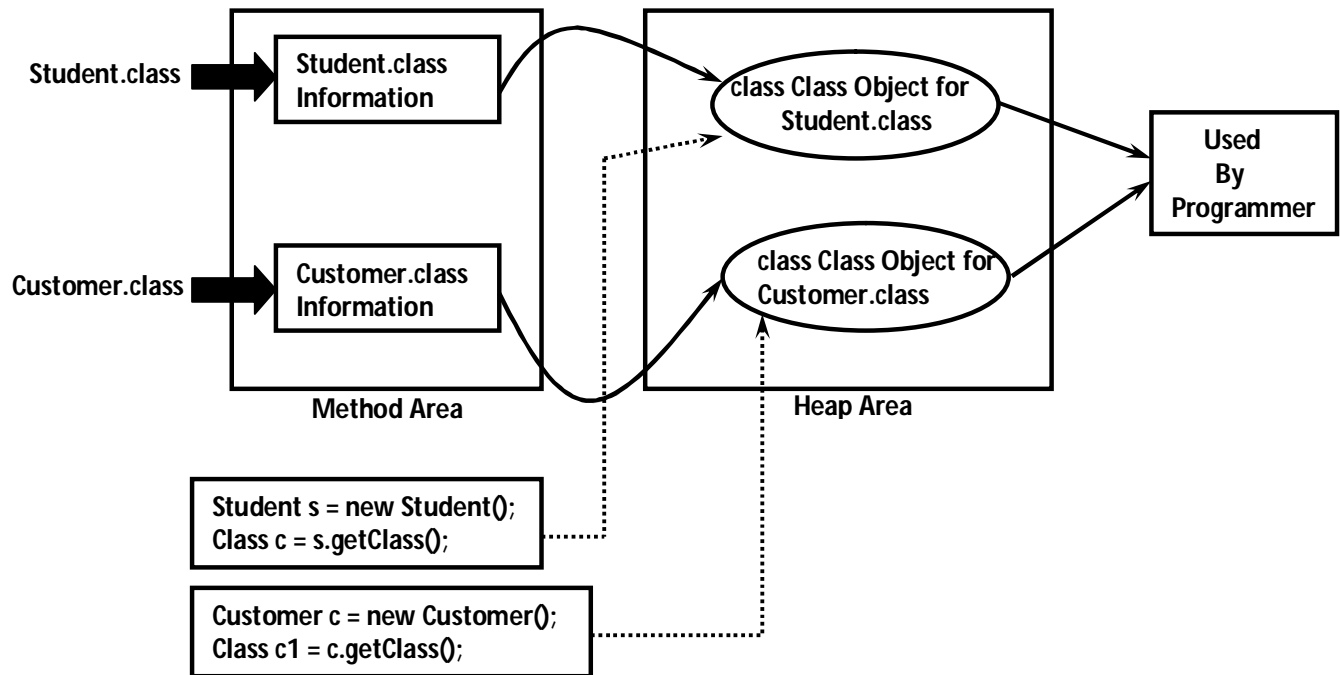 Student.class
Student.class
Information
class Class Object for
Student.class
Used
By
Programmer
Customer.class
Customer.class
Information
class Class Object for
Customer.class
Method Area
Heap Area
Student s = new Student();
Class c = s.getClass();
Customer c = new Customer();
Class c1 = c.getClass();